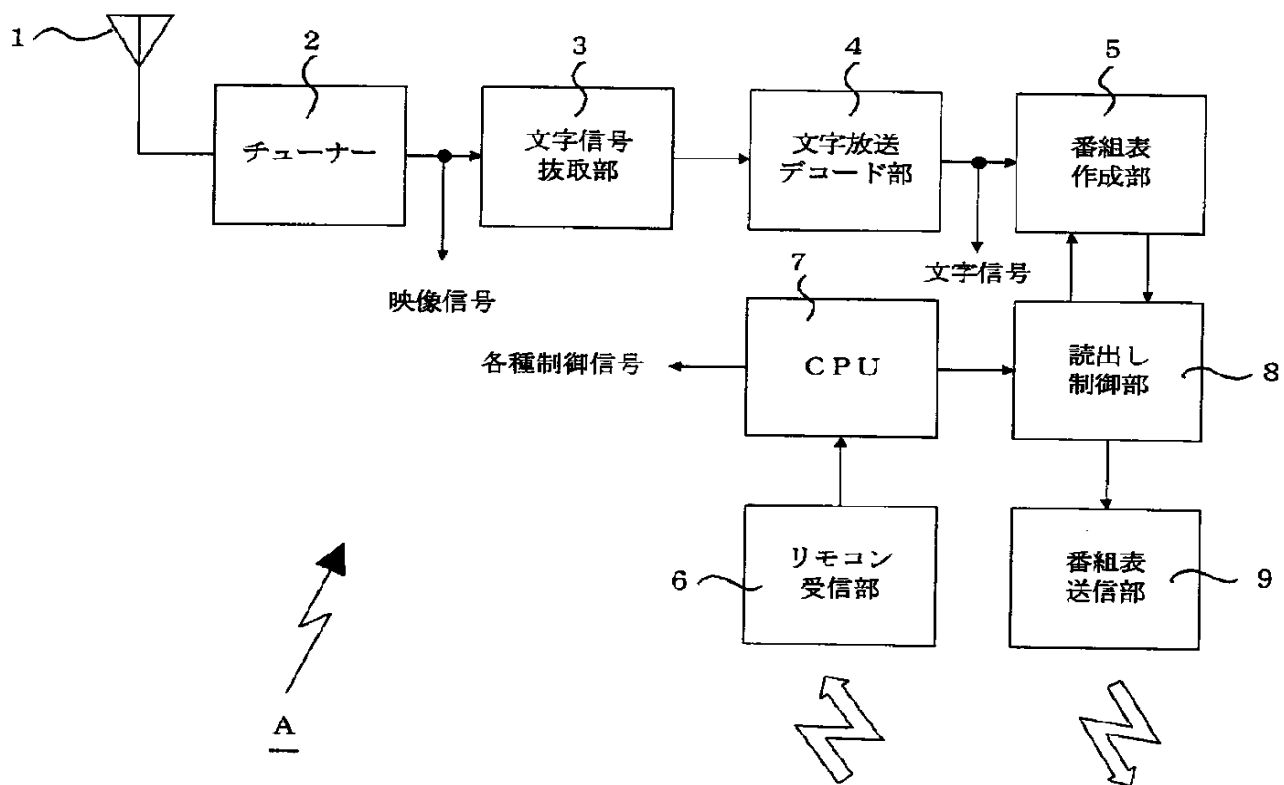 1
2
3
4
5
チューナー
文字信号
抜取部
文字放送
デコード部
番組表
作成部
映像信号
文字信号
7
各種制御信号
CPU
読出し
制御部
8
6
リモコン
受信部
番組表
送信部
9
A